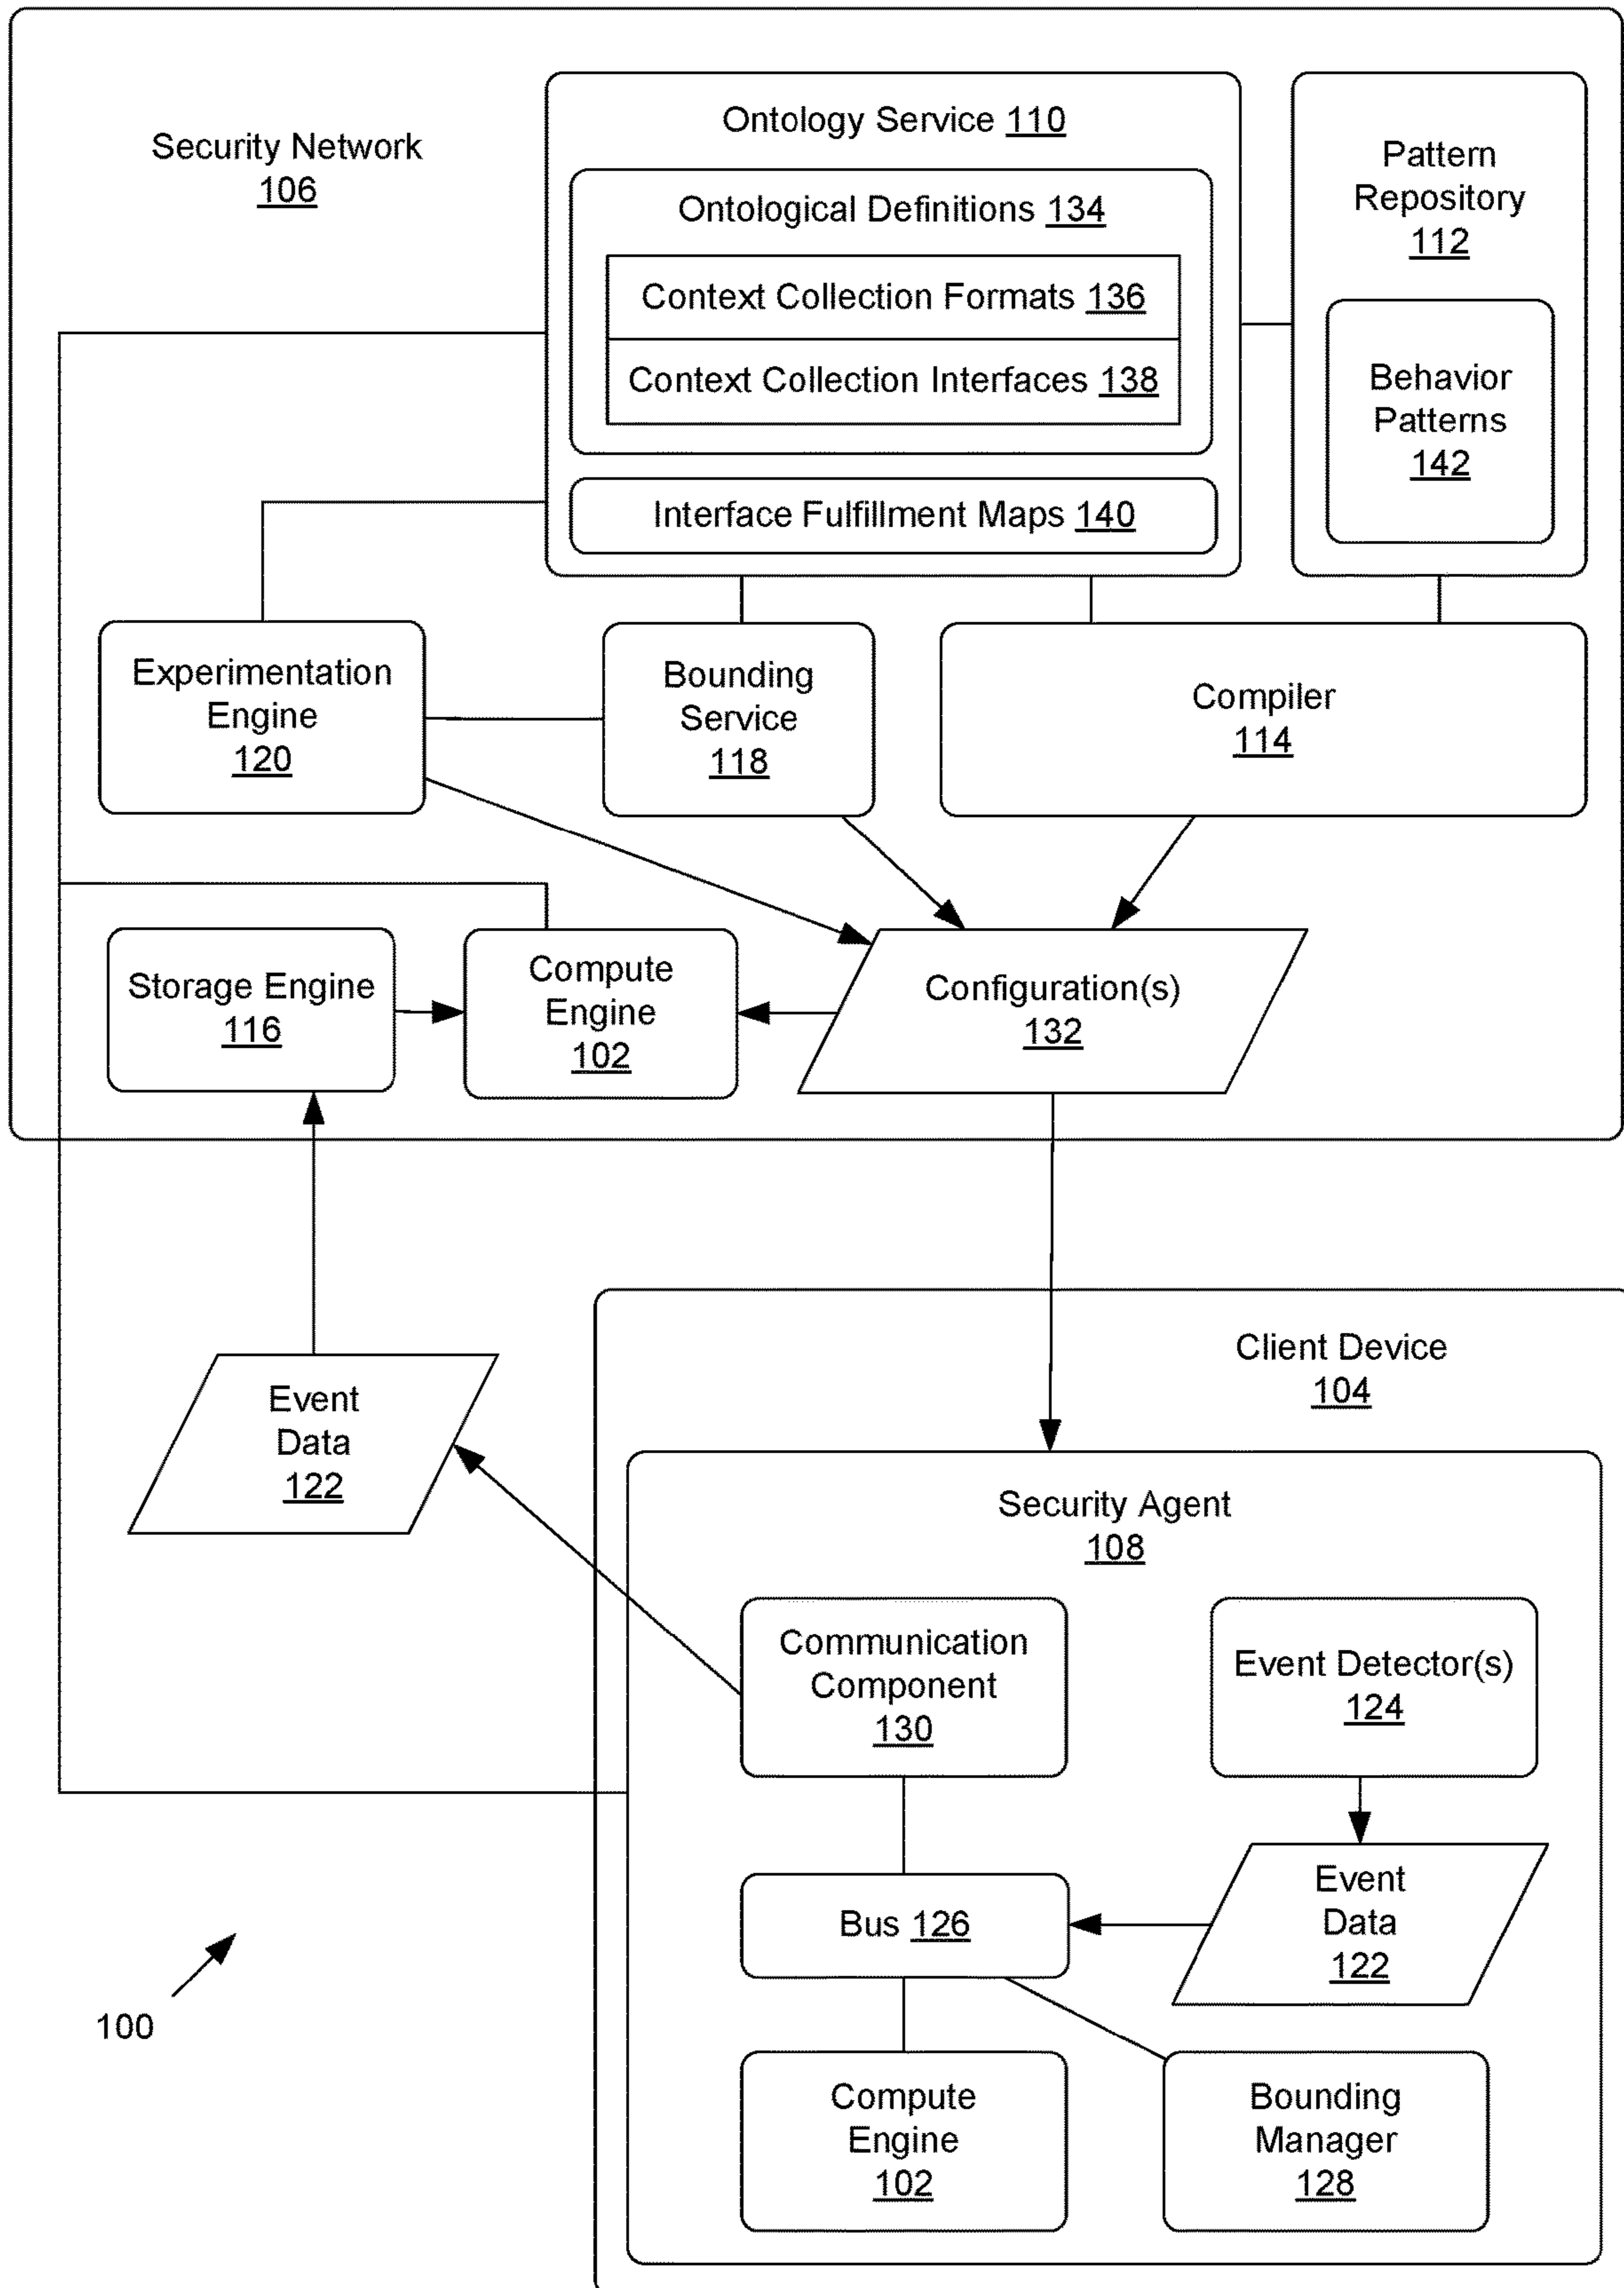 Security Network
106
Ontology Service 110
Ontological Definitions 134
Context Collection Formats 136
Context Collection Interfaces 138
Interface Fulfillment Maps 140
Pattern
Repository
112
Behavior
Patterns
142
Experimentation
Engine
120
Bounding
Service
118
Compiler
114
Storage Engine
116
Compute
Engine
102
Configuration(s)
132
Event
Data
122
Client Device
104
Security Agent
108
Communication
Component
130
Event Detector(s)
124
Bus 126
Event
Data
122
Compute
Engine
102
Bounding
Manager
128
100